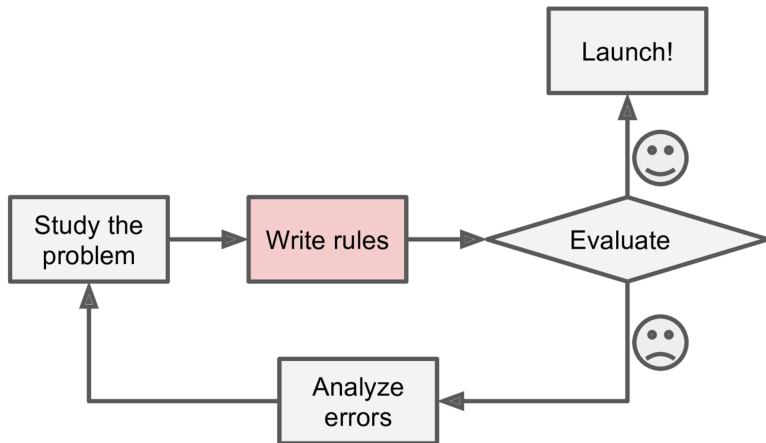 Launch!
Study the
problem
Write rules
Evaluate
Analyze
errors